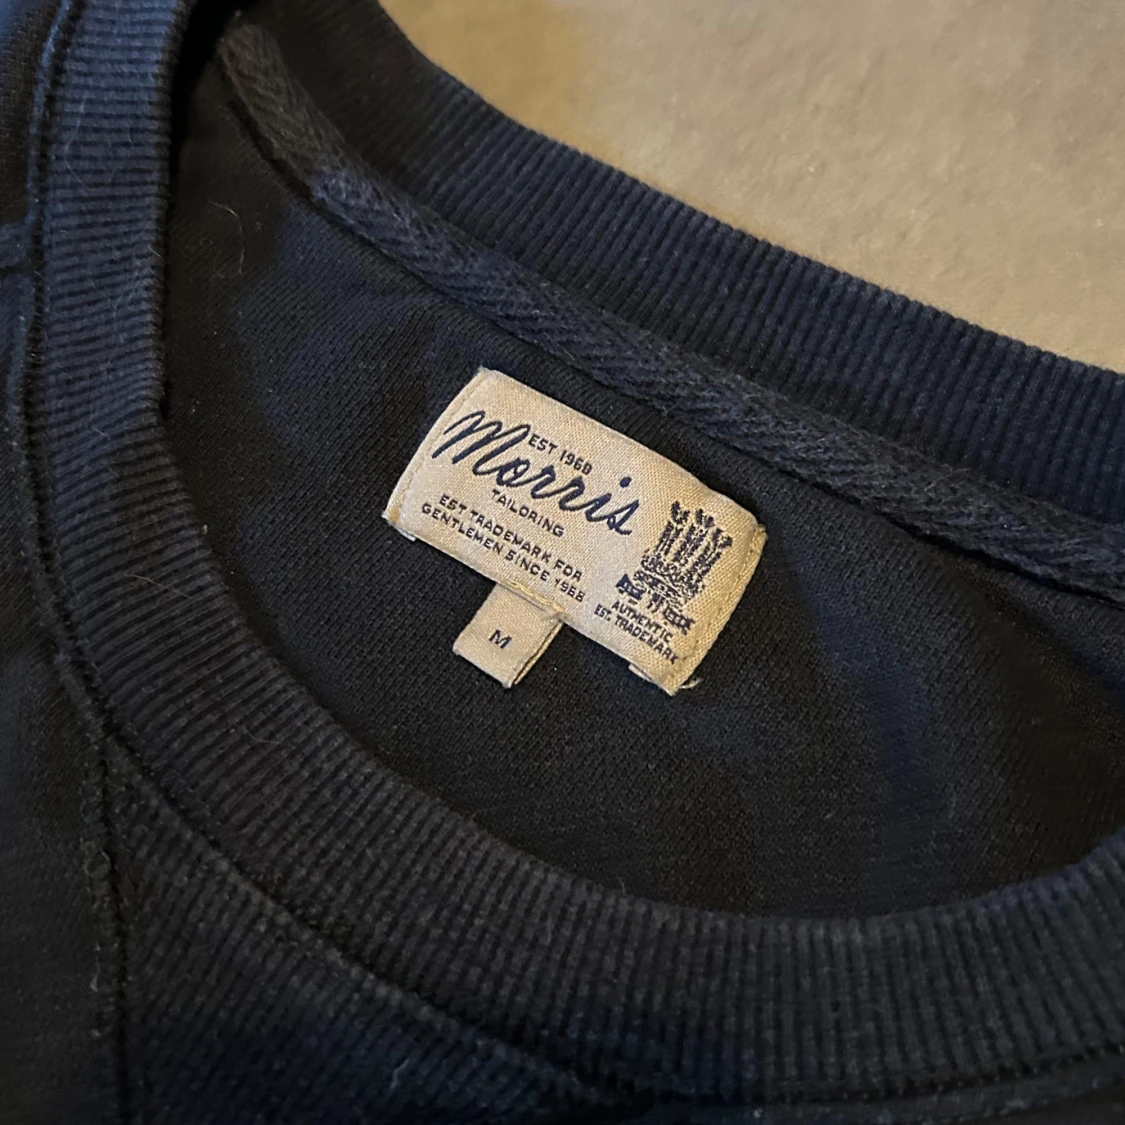 EST 1968
Morris
TAILORING
EST TRADEMARK FOR
GENTLEMEN SINCE 1968
AUTHENTIC
EST. TRADEMARK
M